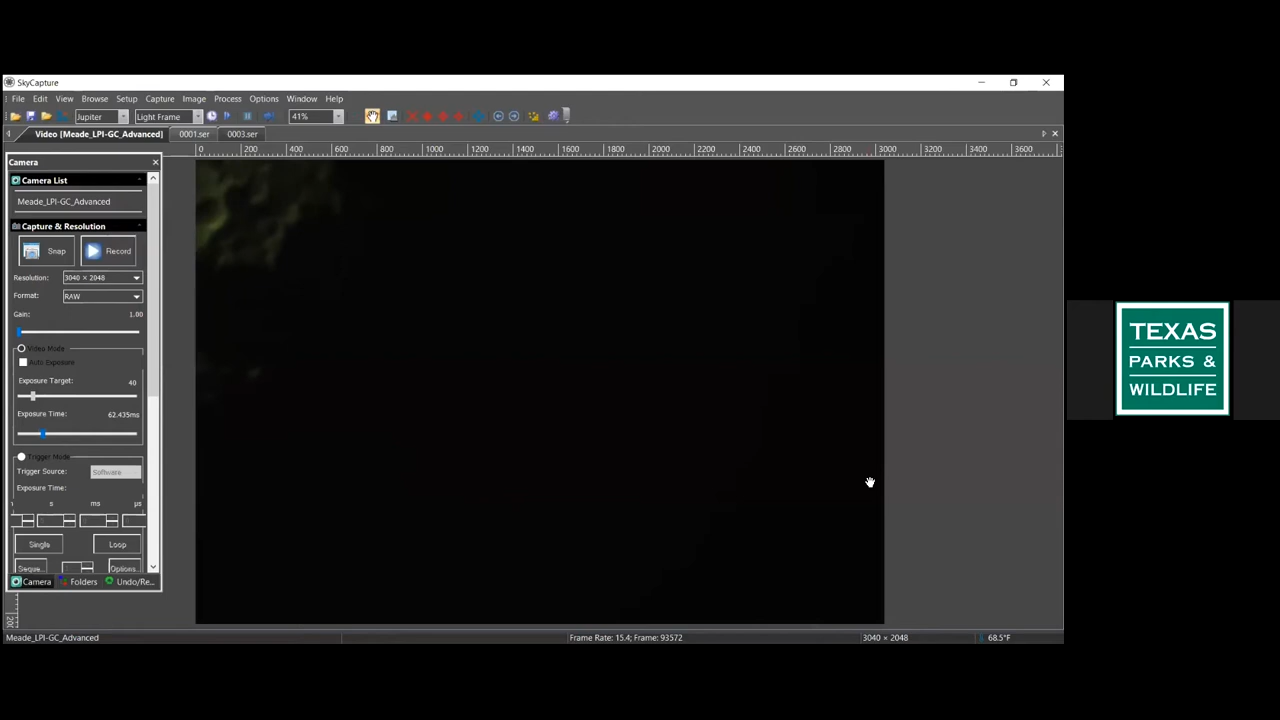 SkyCapture
File Edit View Browse Setup Capture Image Process Options Window Help
Jupiter Light Frame 41%
Video [Meade_LPI-GC_Advanced] 0001.ser 0003.ser
Camera
0 200 400 600 800 1000 1200 1400 1600 1800 2000 2200 2400 2600 2800 3000 3200 3400 3600
Camera List
Meade_LPI-GC_Advanced
Capture & Resolution
Snap Record
Resolution: 3040 × 2048
Format: RAW
Gain: 1.00
Video Mode
Auto Exposure
Exposure Target: 40
Exposure Time: 62.435ms
Trigger Mode
Trigger Source: Software
Exposure Time:
s ms µs
Single Loop
Seque... Options...
Camera Folders Undo/Re...
Meade_LPI-GC_Advanced Frame Rate: 15.4; Frame: 93572 3040 × 2048 68.5°F
TEXAS
PARKS &
WILDLIFE